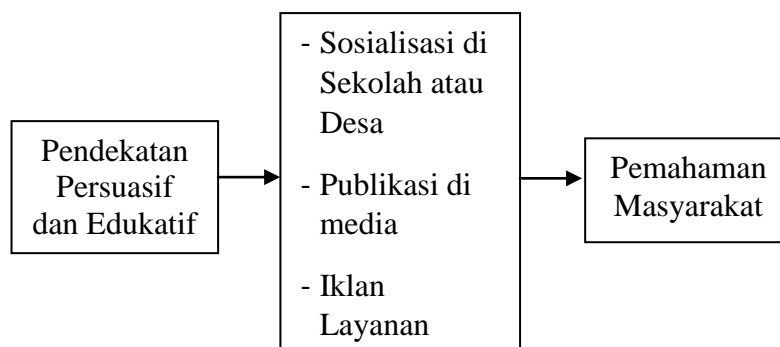 Pendekatan
Persuasif
dan Edukatif
- Sosialisasi di
Sekolah atau
Desa
- Publikasi di
media
- Iklan
Layanan
Pemahaman
Masyarakat